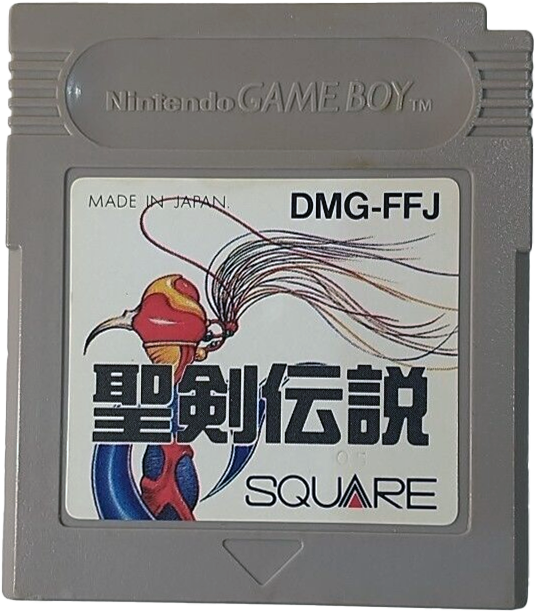 Nintendo GAME BOY TM
MADE IN JAPAN.
DMG-FFJ
聖剣伝説
SQUARE